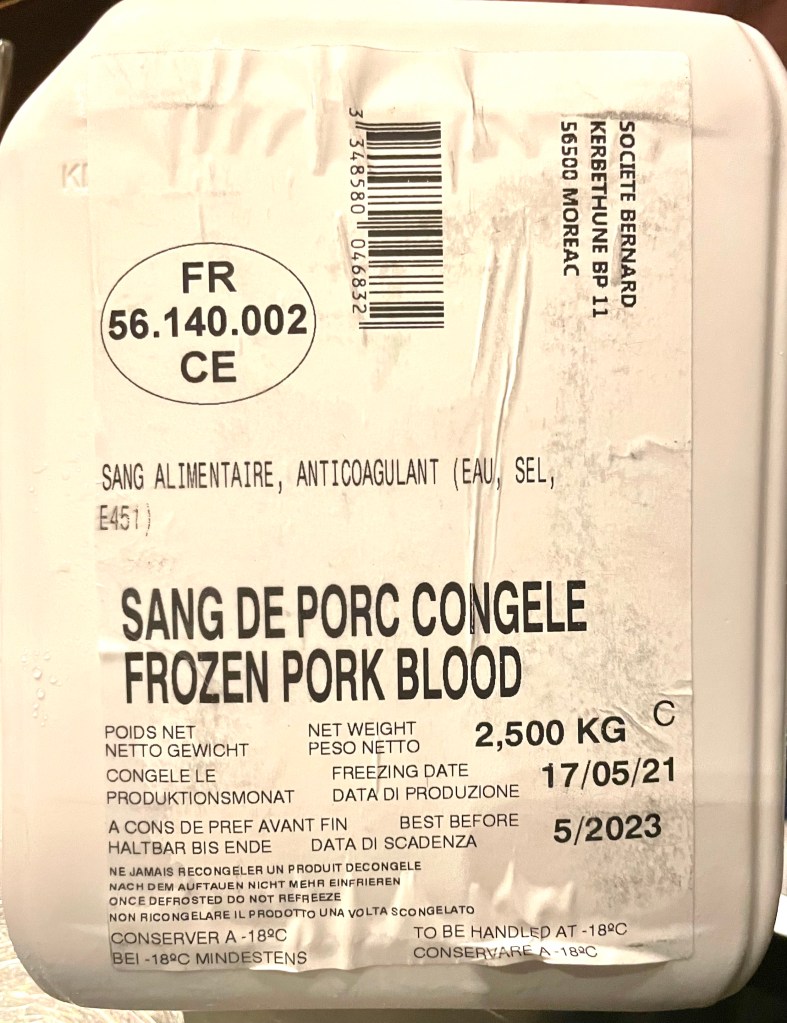 3 348580 046832
SOCIETE BERNARD
KERBETHUNE BP 11
56500 MOREAC
FR
56.140.002
CE
SANG ALIMENTAIRE, ANTICOAGULANT (EAU, SEL,
E451)
SANG DE PORC CONGELE
FROZEN PORK BLOOD
POIDS NET NET WEIGHT 2,500 KG C
NETTO GEWICHT PESO NETTO
CONGELE LE FREEZING DATE 17/05/21
PRODUKTIONSMONAT DATA DI PRODUZIONE
A CONS DE PREF AVANT FIN BEST BEFORE 5/2023
HALTBAR BIS ENDE DATA DI SCADENZA
NE JAMAIS RECONGELER UN PRODUIT DECONGELE
NACH DEM AUFTAUEN NICHT MEHR EINFRIEREN
ONCE DEFROSTED DO NOT REFREEZE
NON RICONGELARE IL PRODOTTO UNA VOLTA SCONGELATO
CONSERVER A -18ºC TO BE HANDLED AT -18ºC
BEI -18ºC MINDESTENS CONSERVARE A -18ºC